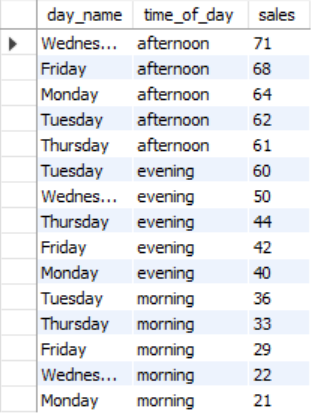 day_name time_of_day sales
Wednes... afternoon 71
Friday afternoon 68
Monday afternoon 64
Tuesday afternoon 62
Thursday afternoon 61
Tuesday evening 60
Wednes... evening 50
Thursday evening 44
Friday evening 42
Monday evening 40
Tuesday morning 36
Thursday morning 33
Friday morning 29
Wednes... morning 22
Monday morning 21